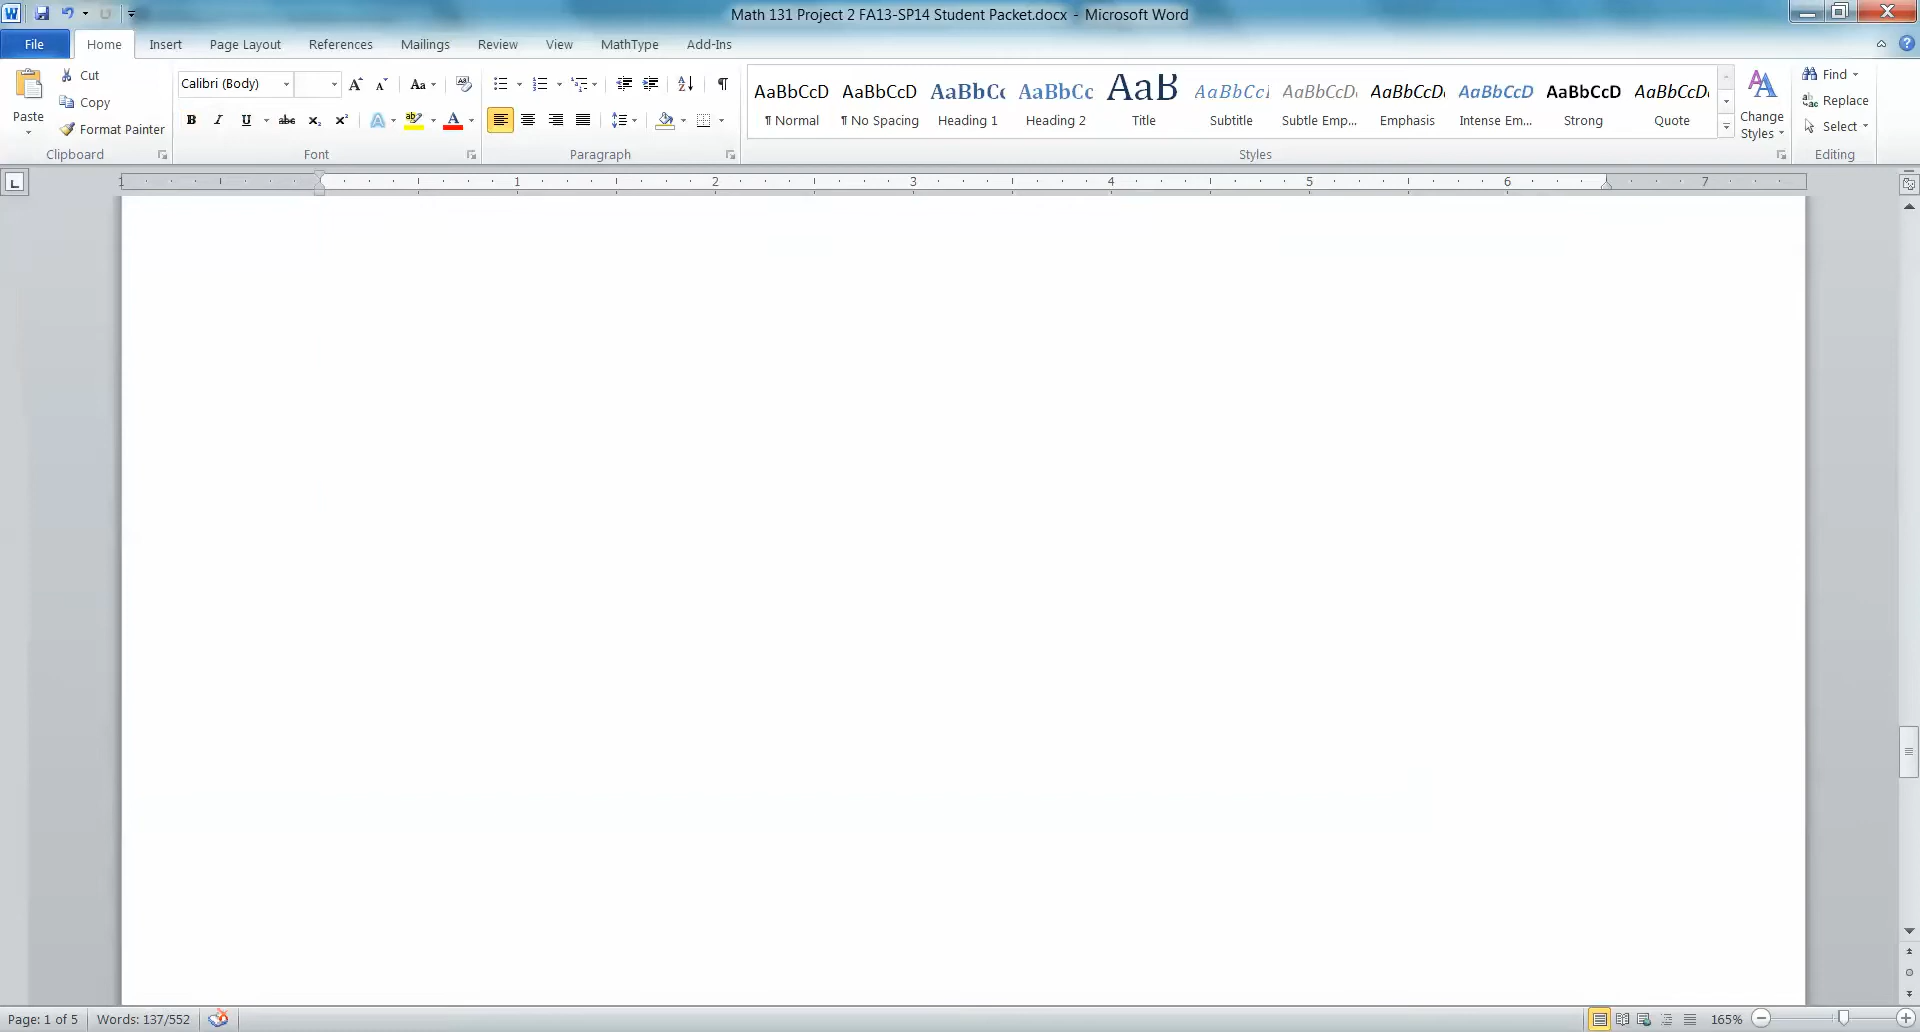 Math 131 Project 2 FA13-SP14 Student Packet.docx - Microsoft Word
File Home Insert Page Layout References Mailings Review View MathType Add-Ins
Paste
Cut
Copy
Format Painter
Clipboard
Calibri (Body)
Font
Paragraph
AaBbCcD AaBbCcD AaBbCc AaBbCc AaB AaBbCcI AaBbCcD AaBbCcD AaBbCcD AaBbCcD AaBbCcD
¶ Normal ¶ No Spacing Heading 1 Heading 2 Title Subtitle Subtle Emp... Emphasis Intense Em... Strong Quote
Styles
Change
Styles
Find
Replace
Select
Editing
1 1 2 3 4 5 6 7
Page: 1 of 5 Words: 137/552 165%